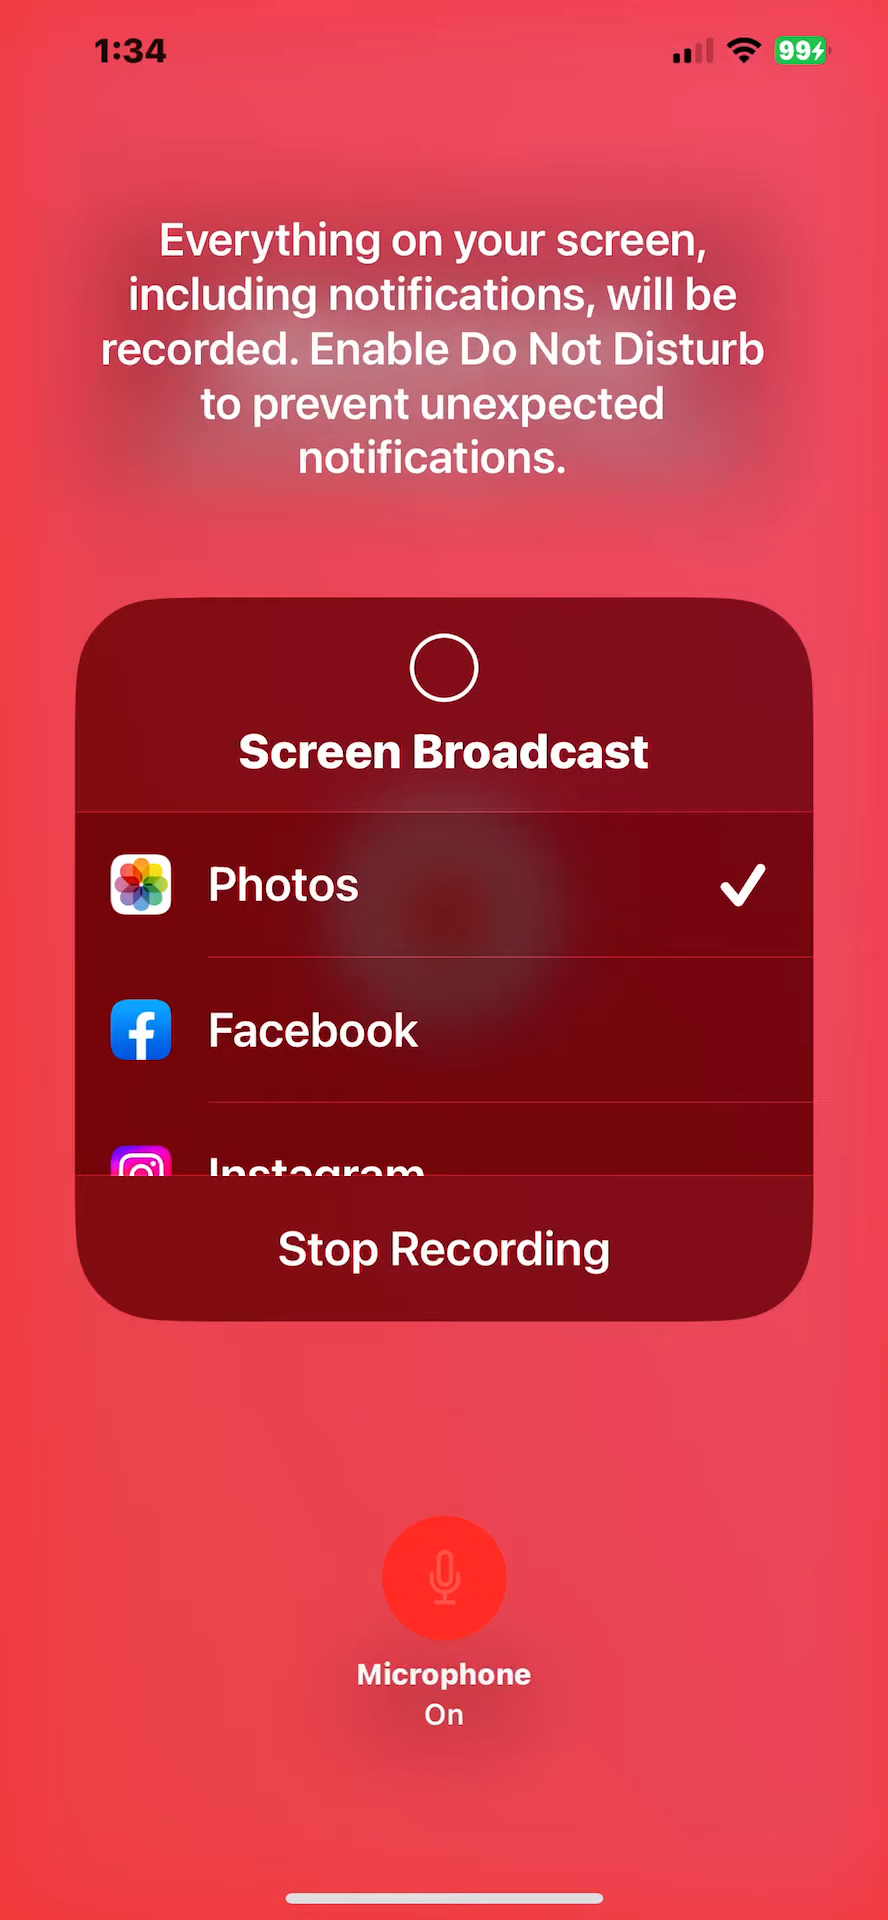 1:34
99
Everything on your screen,
including notifications, will be
recorded. Enable Do Not Disturb
to prevent unexpected
notifications.
Screen Broadcast
Photos
Facebook
Instagram
Stop Recording
Microphone
On